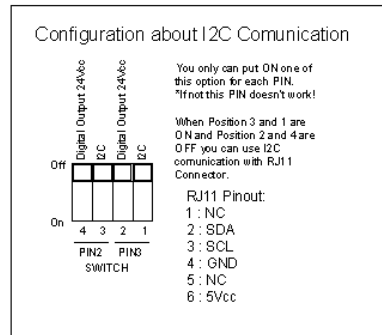 Configuration about I2C Comunication
Digital Output 24Vcc
I2C
Digital Output 24Vcc
I2C
Off
On
4 3 2 1
PIN2 PIN3
SWITCH
You only can put ON one of
this option for each PIN.
*If not this PIN doesn't work!
When Position 3 and 1 are
ON and Position 2 and 4 are
OFF you can use I2C
comunication with RJ11
Connector.
RJ11 Pinout:
1 : NC
2 : SDA
3 : SCL
4 : GND
5 : NC
6 : 5Vcc